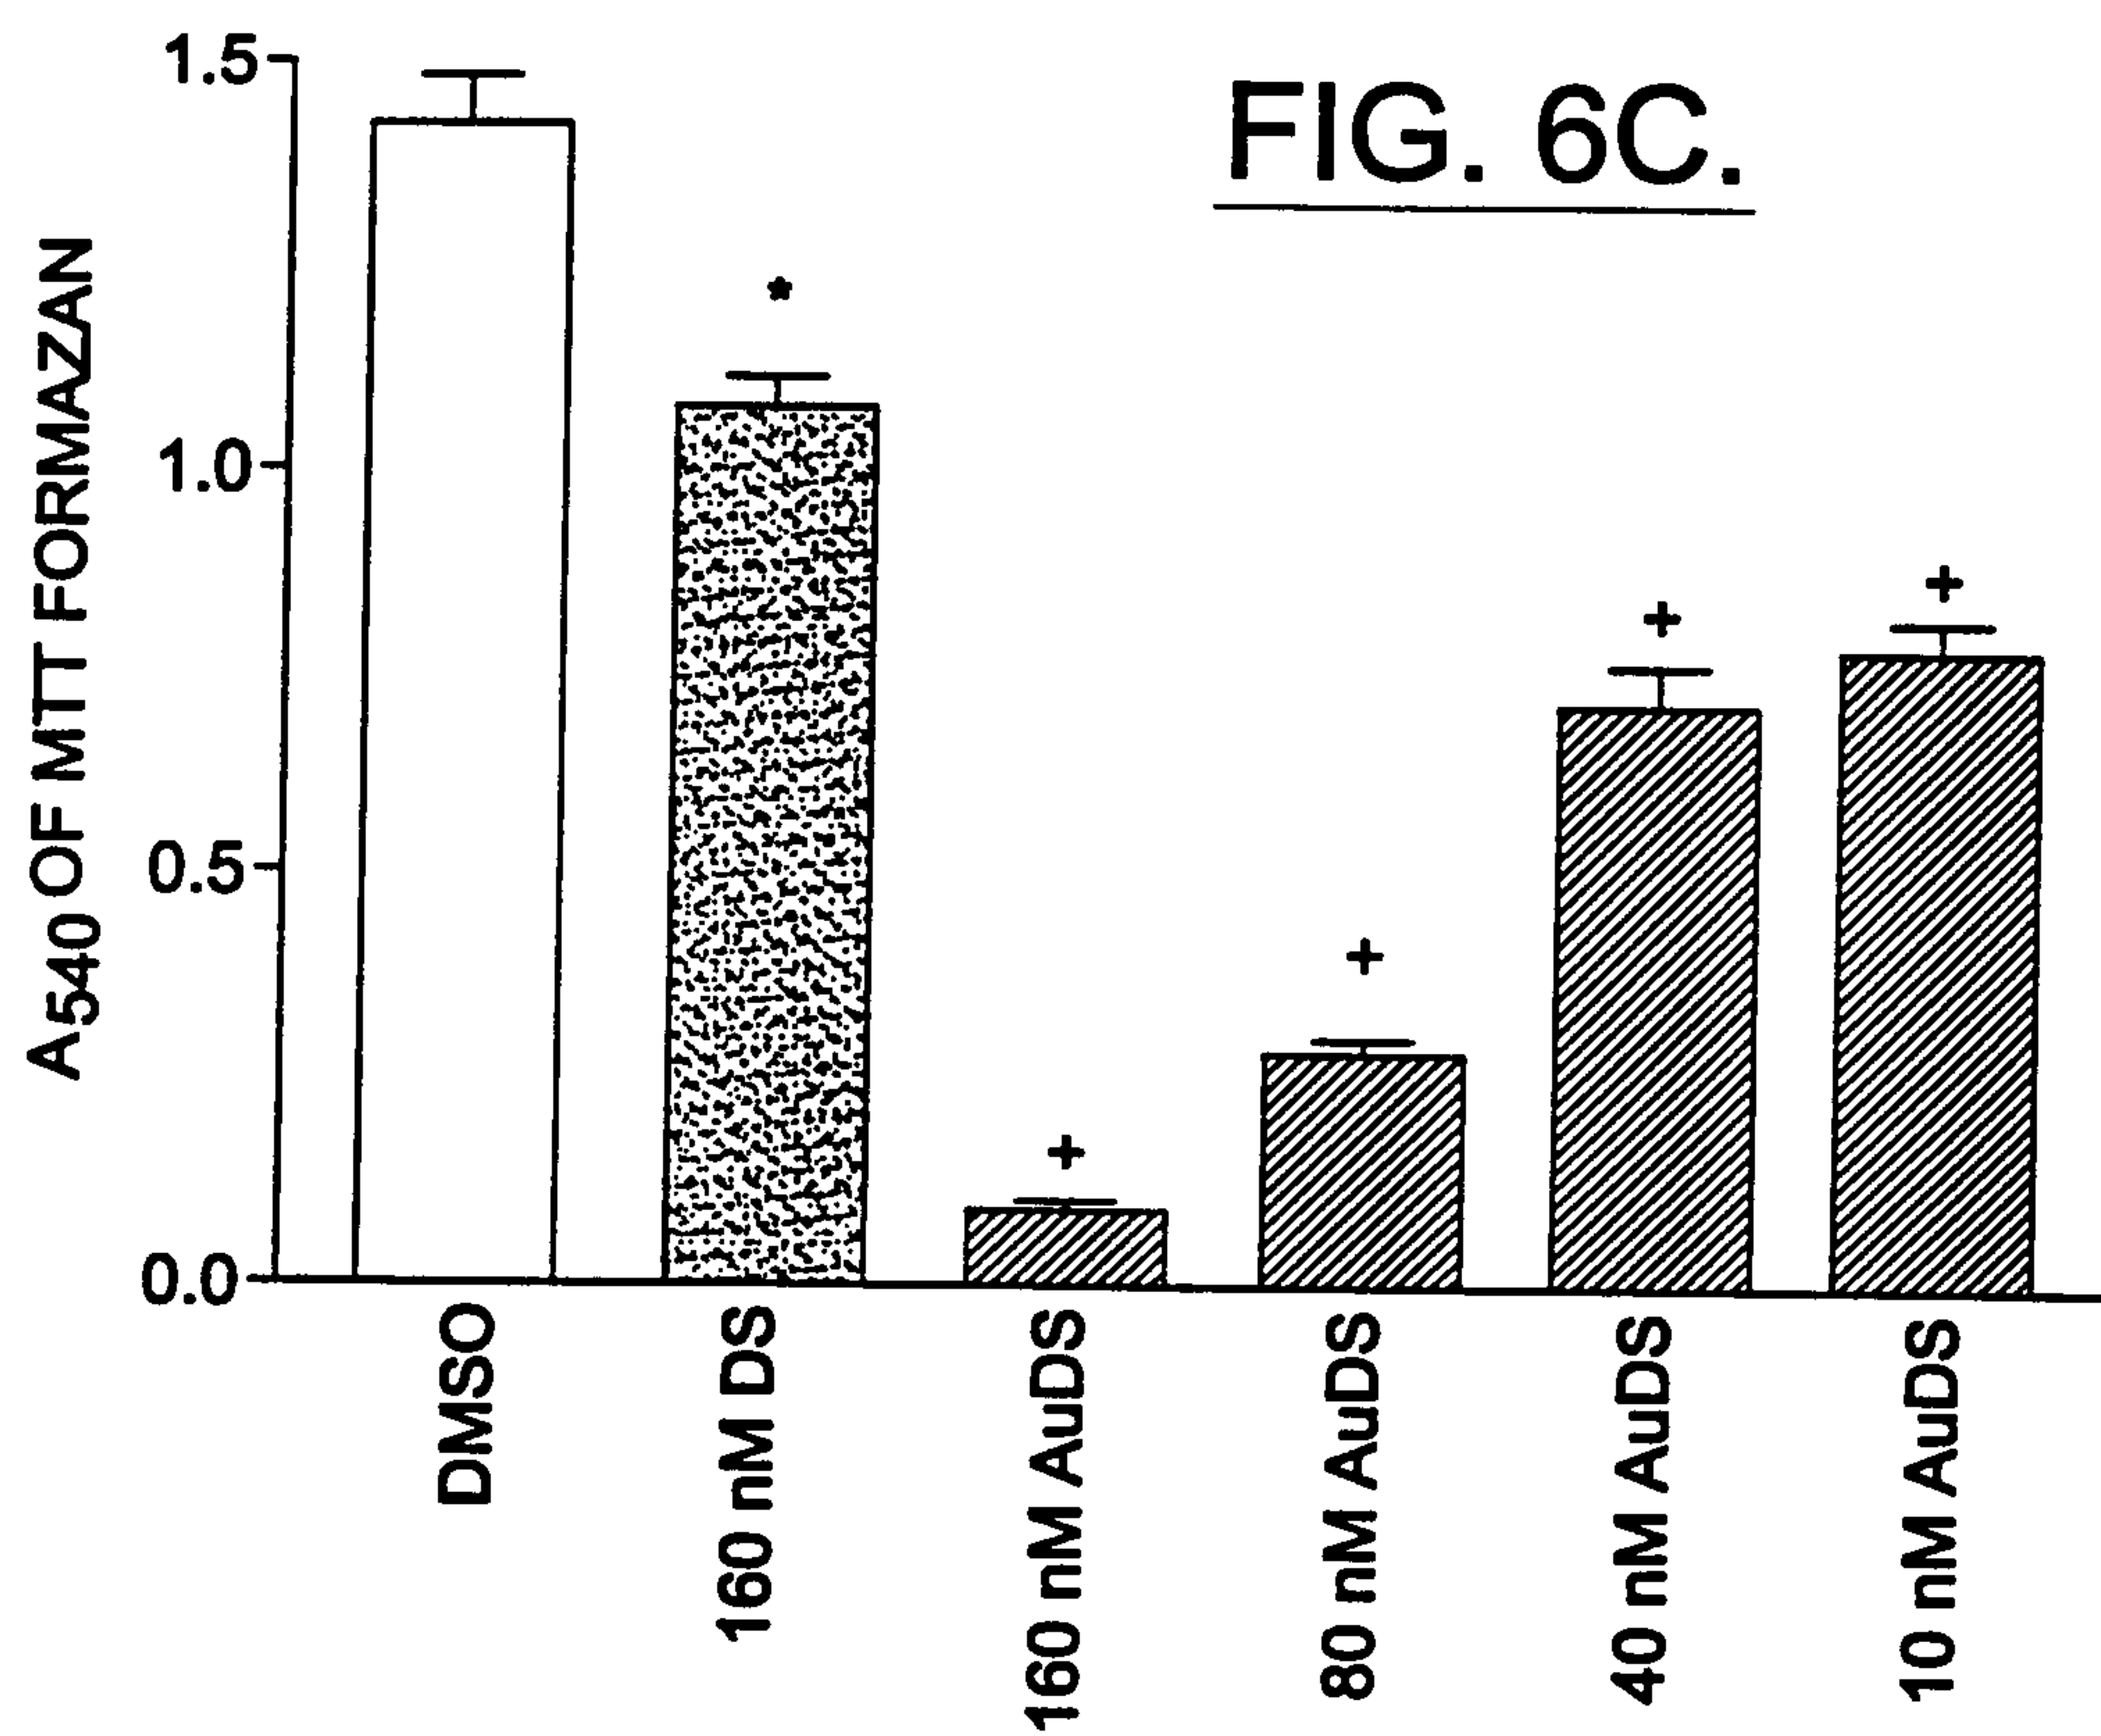 FIG. 6C.
A540 OF MTT FORMAZAN
1.5
1.0
0.5
0.0
*
+
+
+
+
DMSO
160 nM DS
160 nM AuDS
80 nM AuDS
40 nM AuDS
10 nM AuDS